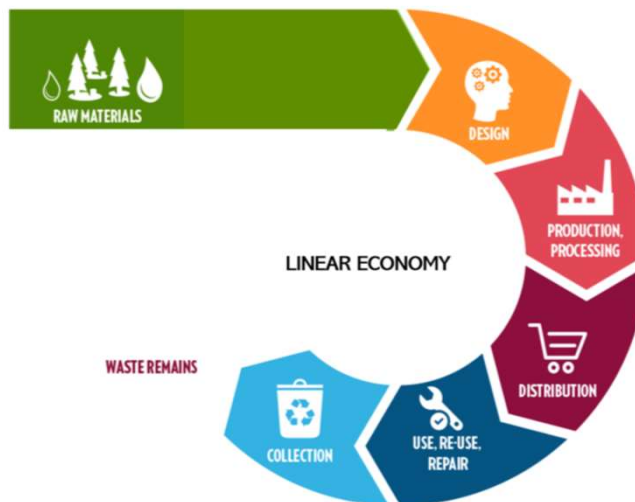 RAW MATERIALS
DESIGN
PRODUCTION,
PROCESSING
LINEAR ECONOMY
DISTRIBUTION
USE, RE-USE,
REPAIR
COLLECTION
WASTE REMAINS